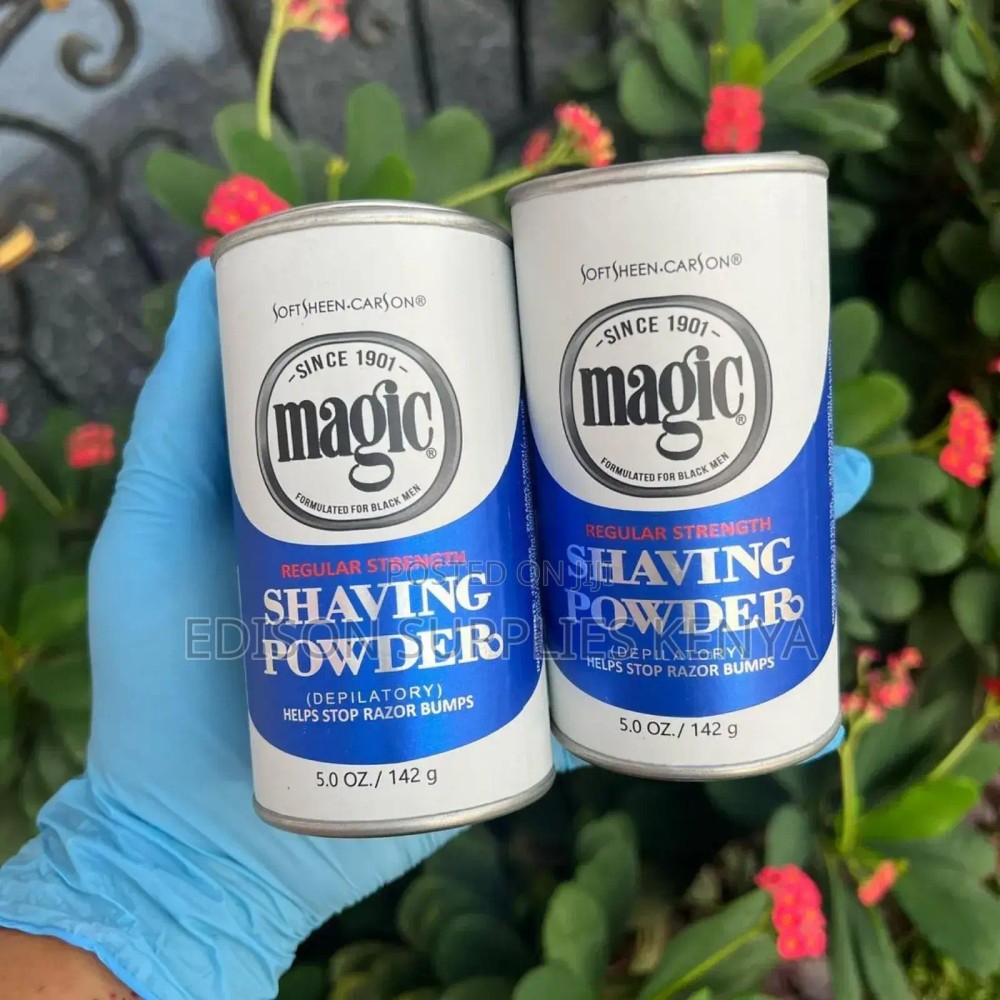 SOFTSHEEN·CARSON®
-SINCE 1901-
magic®
FORMULATED FOR BLACK MEN
REGULAR STRENGTH
SHAVING
POWDER
(DEPILATORY)
HELPS STOP RAZOR BUMPS
5.0 OZ./ 142 g
SOFTSHEEN·CARSON®
-SINCE 1901-
magic®
FORMULATED FOR BLACK MEN
REGULAR STRENGTH
SHAVING
POWDER
(DEPILATORY)
HELPS STOP RAZOR BUMPS
5.0 OZ./ 142 g
POSTED ON JIJI
EDISON SUPPLIES KENYA